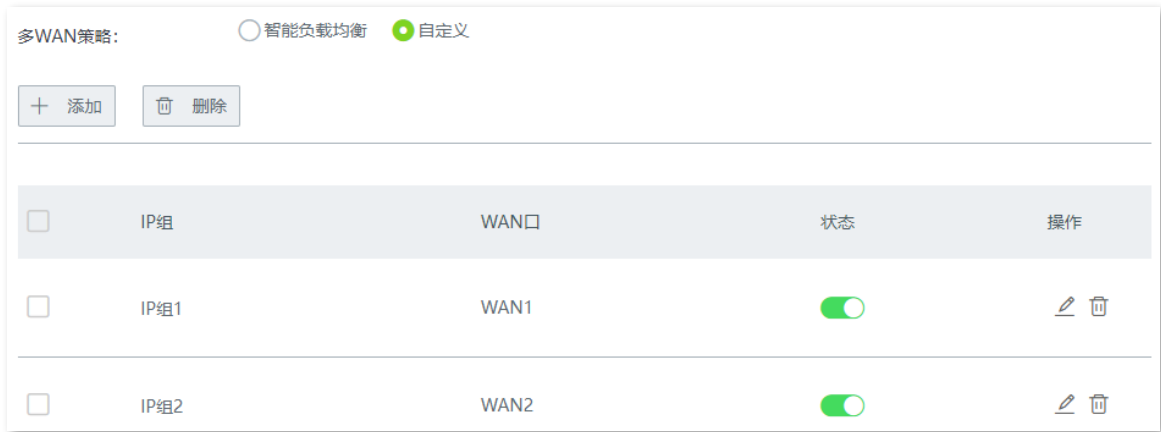 多WAN策略: 智能负载均衡 自定义
添加 删除
IP组 WAN口 状态 操作
IP组1 WAN1
IP组2 WAN2